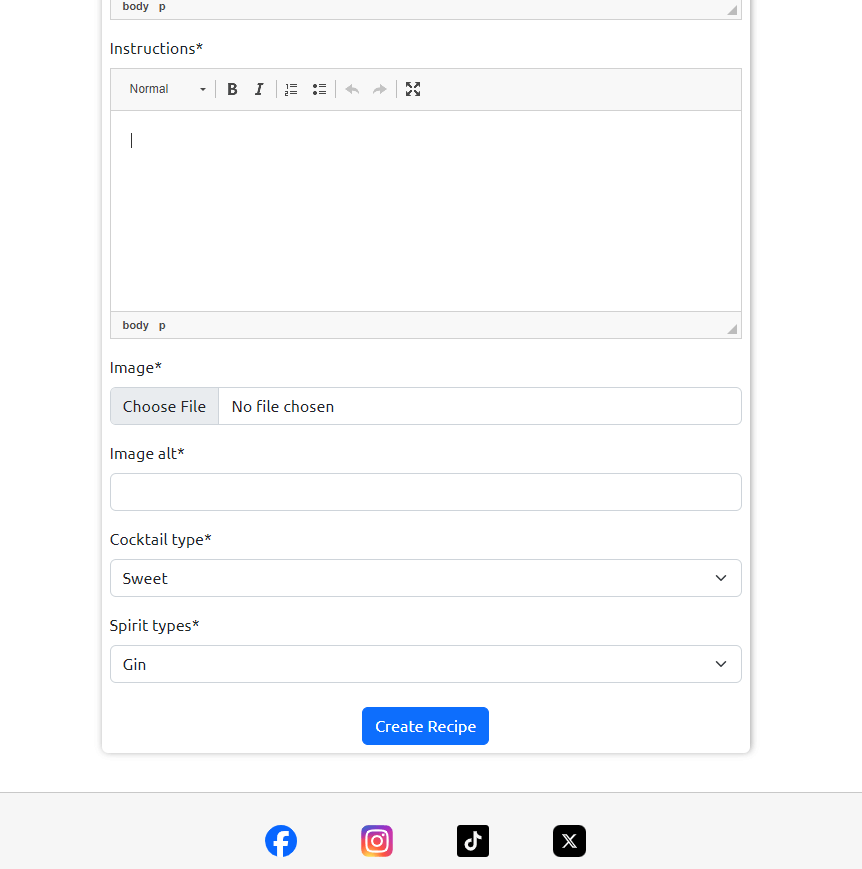 body p
Instructions*
Normal B I
body p
Image*
Choose File No file chosen
Image alt*
Cocktail type*
Sweet
Spirit types*
Gin
Create Recipe